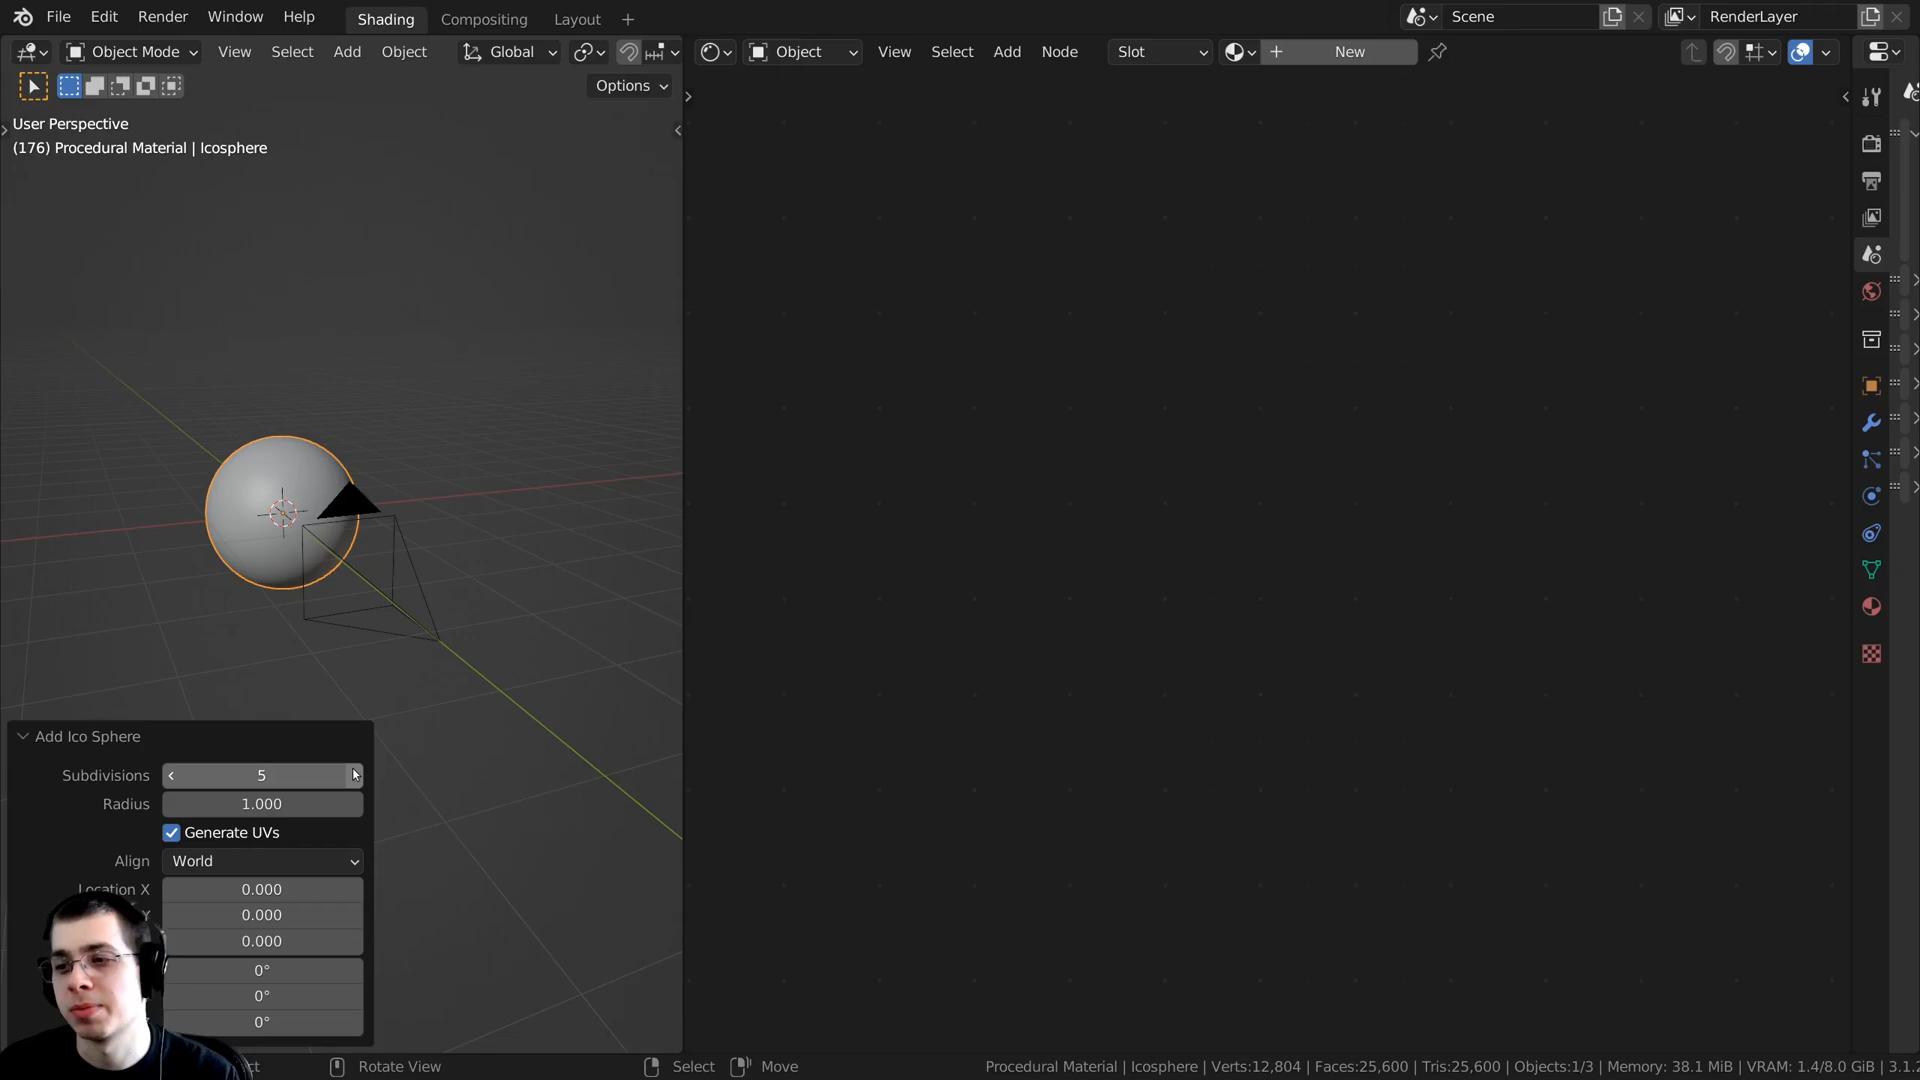 File Edit Render Window Help Shading Compositing Layout + Scene RenderLayer
Object Mode View Select Add Object Global Object View Select Add Node Slot New
Options
User Perspective
(176) Procedural Material | Icosphere
Add Ico Sphere
Subdivisions 5
Radius 1.000
Generate UVs
Align World
Location X 0.000
Y 0.000
0.000
0°
0°
0°
Rotate View Select Move Procedural Material | Icosphere | Verts:12,804 | Faces:25,600 | Tris:25,600 | Objects:1/3 | Memory: 38.1 MiB | VRAM: 1.4/8.0 GiB | 3.1.